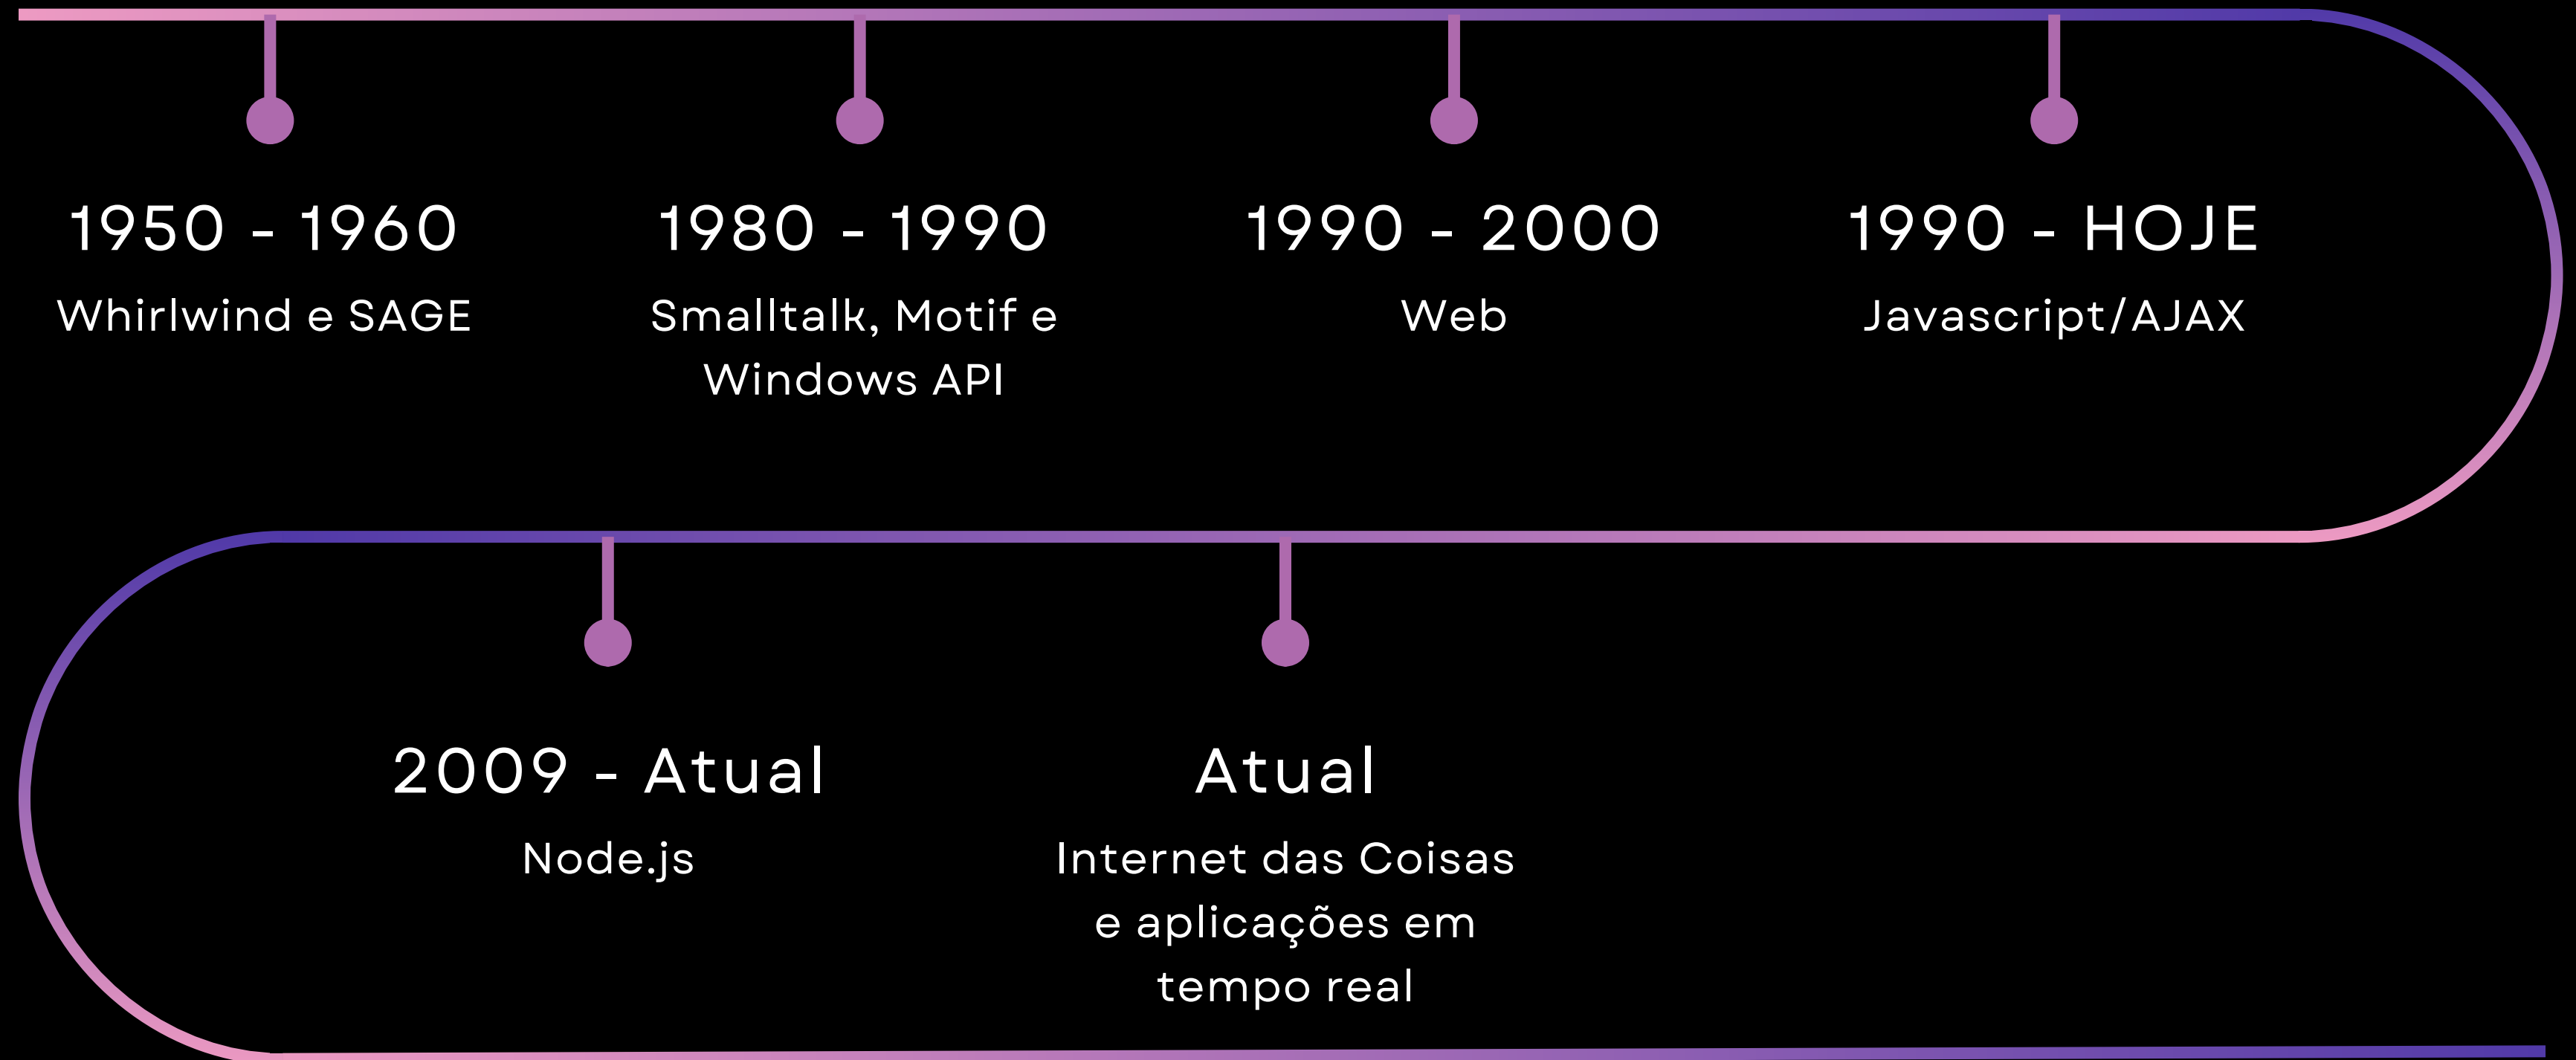 1950 - 1960
Whirlwind e SAGE
1980 - 1990
Smalltalk, Motif e
Windows API
1990 - 2000
Web
1990 - HOJE
Javascript/AJAX
2009 - Atual
Node.js
Atual
Internet das Coisas
e aplicações em
tempo real